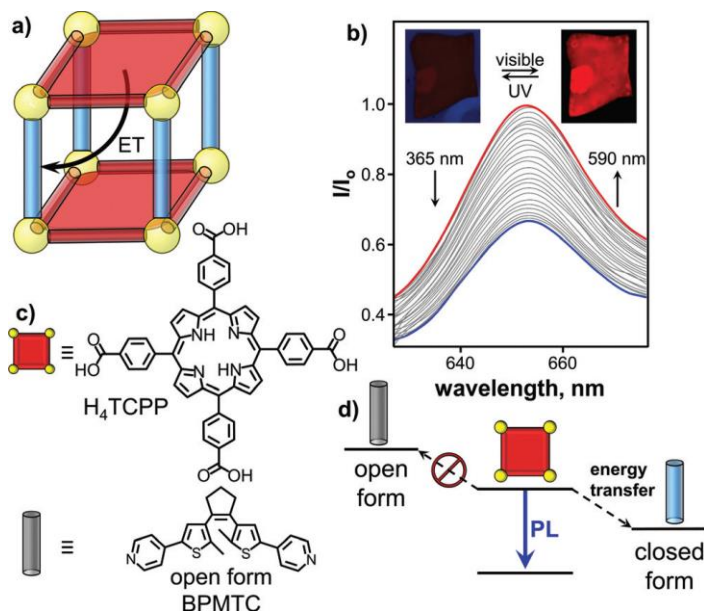 a)
ET
b)
visible
UV
1.0
0.8
0.6
0.4
I/Io
365 nm
590 nm
640
660
wavelength, nm
c)
≡
OH
O
O
HO
NH
N
N
HN
O
OH
O
OH
H4TCPP
≡
N
S
S
N
open form
BPMTC
d)
open
form
PL
energy
transfer
closed
form